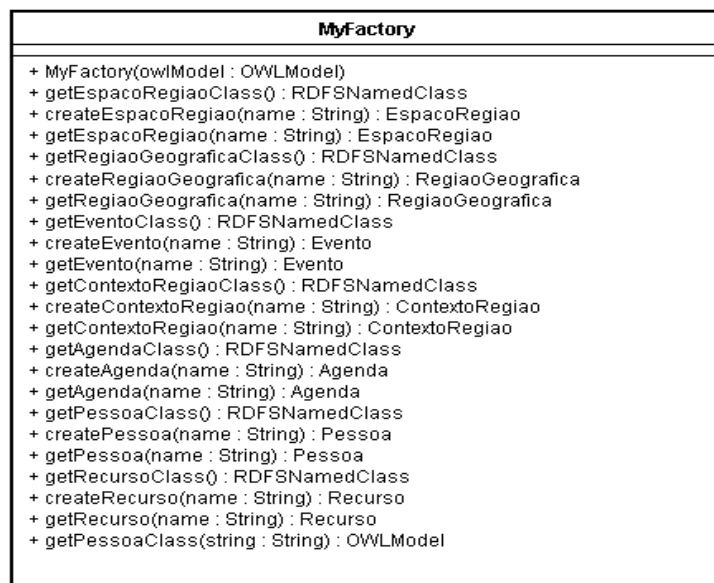 MyFactory
+ MyFactory(owlModel : OWLModel)
+ getEspacoRegiaoClass() : RDFSNamedClass
+ createEspacoRegiao(name : String) : EspacoRegiao
+ getEspacoRegiao(name : String) : EspacoRegiao
+ getRegiaoGeograficaClass() : RDFSNamedClass
+ createRegiaoGeografica(name : String) : RegiaoGeografica
+ getRegiaoGeografica(name : String) : RegiaoGeografica
+ getEventoClass() : RDFSNamedClass
+ createEvento(name : String) : Evento
+ getEvento(name : String) : Evento
+ getContextoRegiaoClass() : RDFSNamedClass
+ createContextoRegiao(name : String) : ContextoRegiao
+ getContextoRegiao(name : String) : ContextoRegiao
+ getAgendaClass() : RDFSNamedClass
+ createAgenda(name : String) : Agenda
+ getAgenda(name : String) : Agenda
+ getPessoaClass() : RDFSNamedClass
+ createPessoa(name : String) : Pessoa
+ getPessoa(name : String) : Pessoa
+ getRecursoClass() : RDFSNamedClass
+ createRecurso(name : String) : Recurso
+ getRecurso(name : String) : Recurso
+ getPessoaClass(string : String) : OWLModel